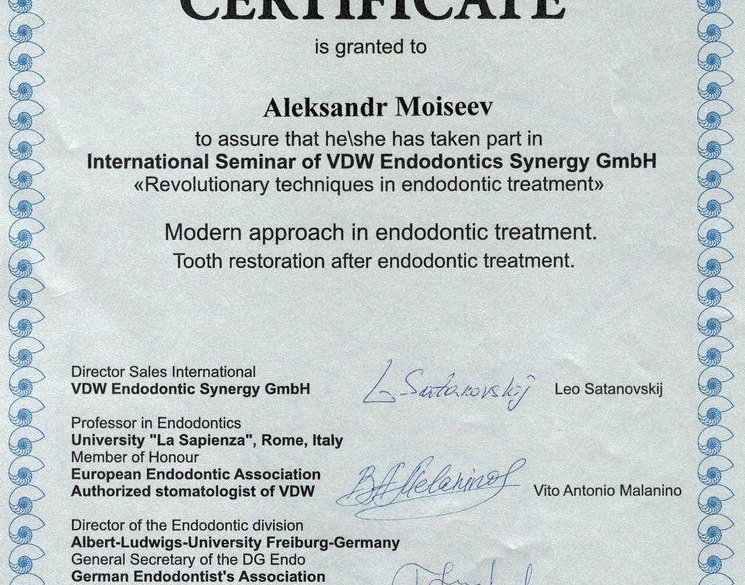 CERTIFICATE
is granted to
Aleksandr Moiseev
to assure that he\she has taken part in
International Seminar of VDW Endodontics Synergy GmbH
«Revolutionary techniques in endodontic treatment»
Modern approach in endodontic treatment.
Tooth restoration after endodontic treatment.
Director Sales International
VDW Endodontic Synergy GmbH
L Satanovskij Leo Satanovskij
Professor in Endodontics
University "La Sapienza", Rome, Italy
Member of Honour
European Endodontic Association
Authorized stomatologist of VDW
Vito Antonio Malanino
Director of the Endodontic division
Albert-Ludwigs-University Freiburg-Germany
General Secretary of the DG Endo
German Endodontist's Association